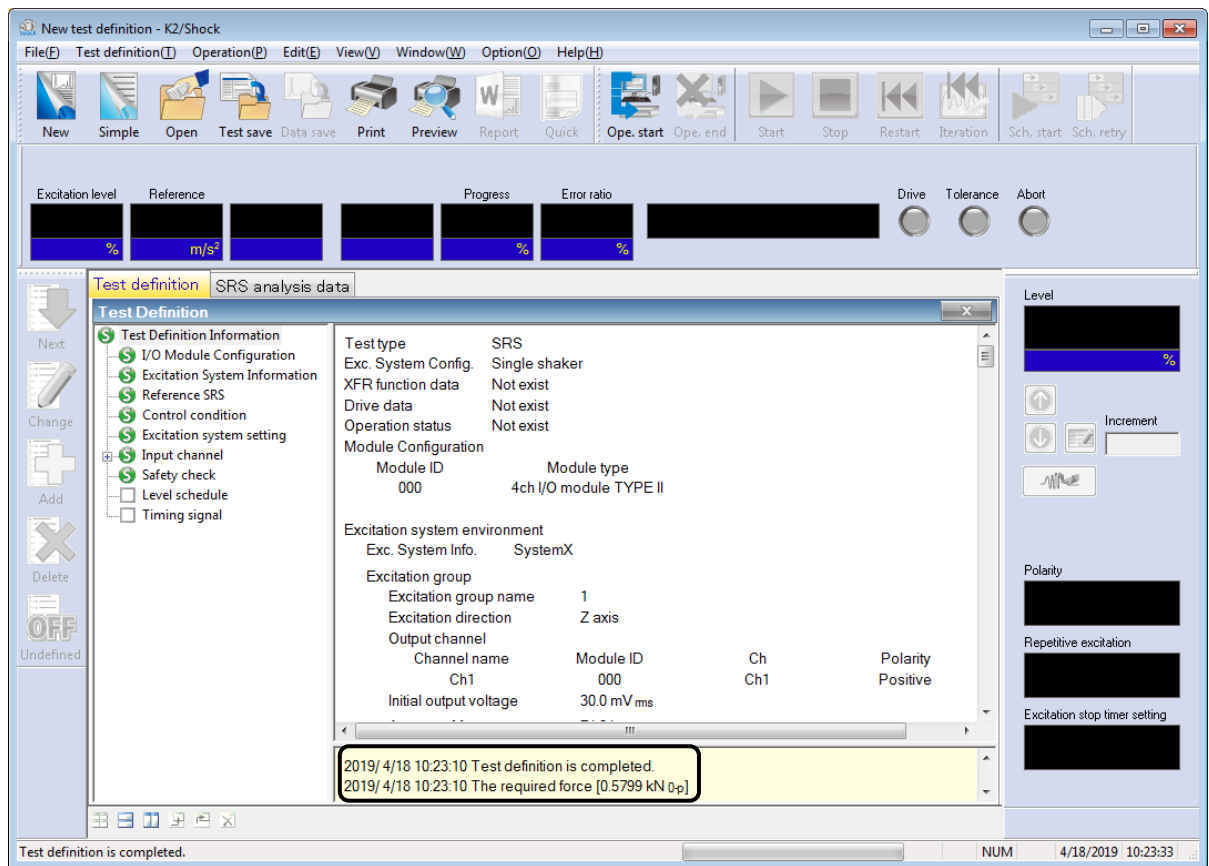 New test definition - K2/Shock
File(F) Test definition(T) Operation(P) Edit(E) View(V) Window(W) Option(O) Help(H)
New Simple Open Test save Data save Print Preview Report Quick Ope. start Ope. end Start Stop Restart Iteration Sch. start Sch. retry
Excitation level Reference Progress Error ratio Drive Tolerance Abort
% m/s² % %
Test definition SRS analysis data
Test Definition
Next
Change
Add
Delete
OFF
Undefined
Test Definition Information
I/O Module Configuration
Excitation System Information
Reference SRS
Control condition
Excitation system setting
Input channel
Safety check
Level schedule
Timing signal
Test type SRS
Exc. System Config. Single shaker
XFR function data Not exist
Drive data Not exist
Operation status Not exist
Module Configuration
Module ID Module type
000 4ch I/O module TYPE II
Excitation system environment
Exc. System Info. SystemX
Excitation group
Excitation group name 1
Excitation direction Z axis
Output channel
Channel name Module ID Ch Polarity
Ch1 000 Ch1 Positive
Initial output voltage 30.0 mV rms
2019/ 4/18 10:23:10 Test definition is completed.
2019/ 4/18 10:23:10 The required force [0.5799 kN 0-p]
Level
%
Increment
Polarity
Repetitive excitation
Excitation stop timer setting
Test definition is completed. NUM 4/18/2019 10:23:33